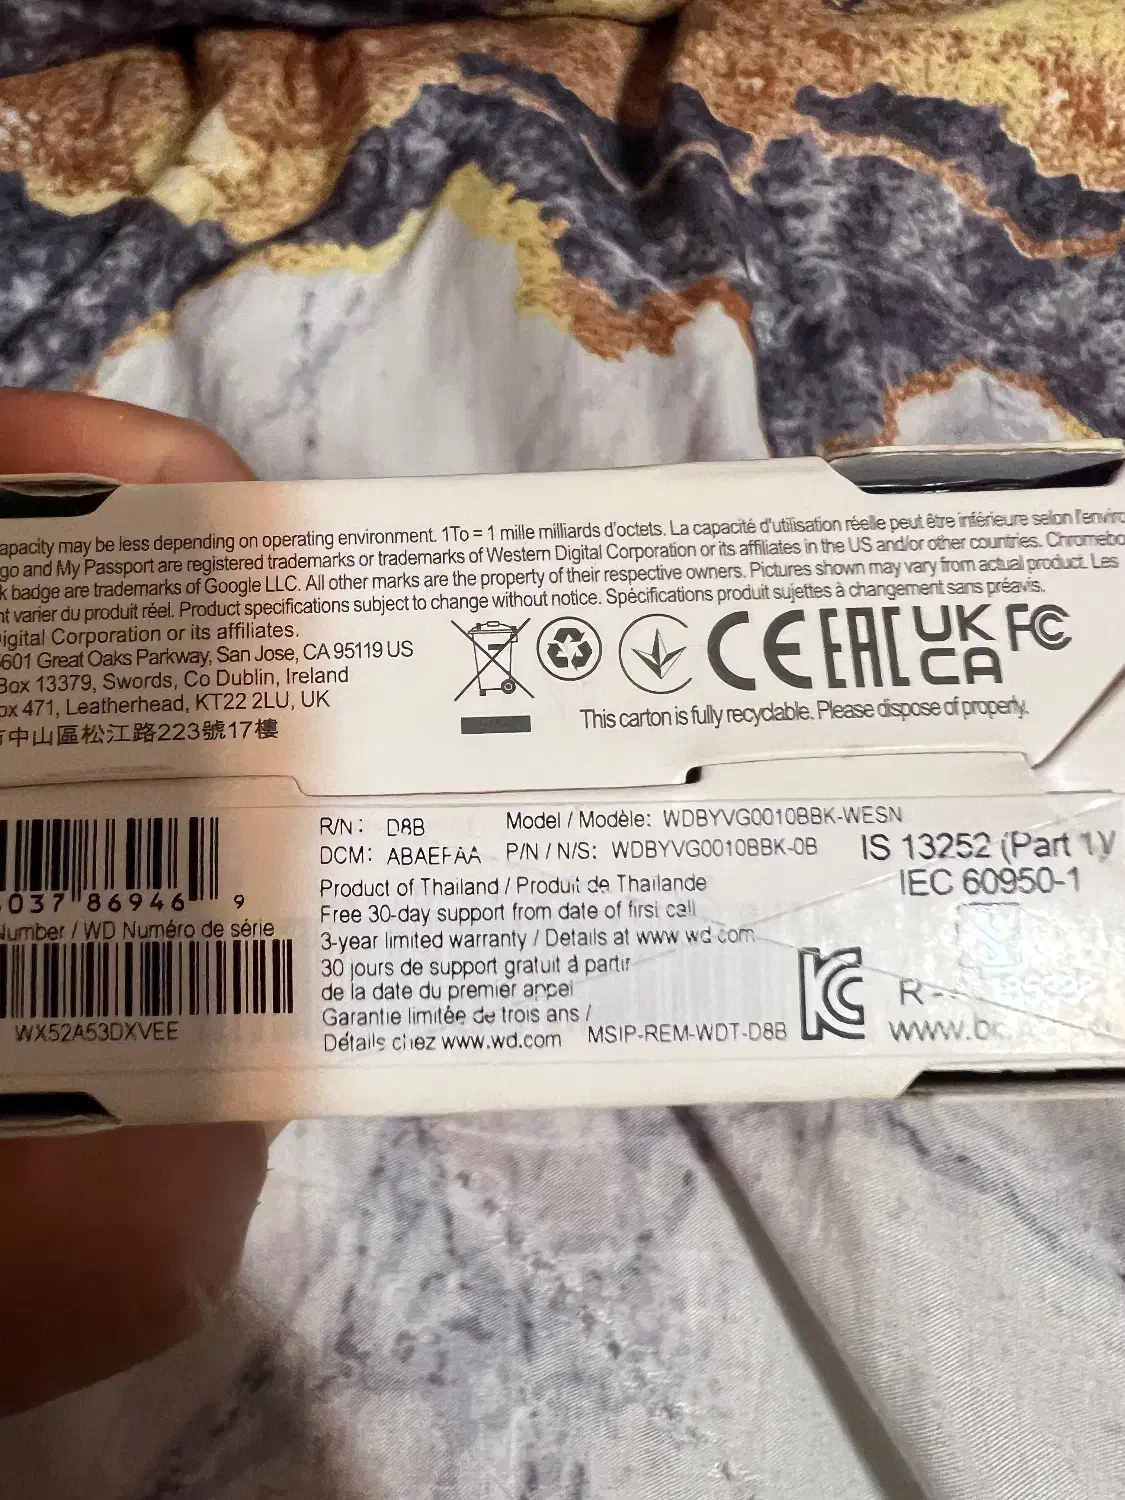 apacity may be less depending on operating environment. 1To = 1 mille milliards d'octets. La capacité d'utilisation réelle peut être inférieure selon l'enviro
go and My Passport are registered trademarks or trademarks of Western Digital Corporation or its affiliates in the US and/or other countries. Chromebo
k badge are trademarks of Google LLC. All other marks are the property of their respective owners. Pictures shown may vary from actual product. Les
nt varier du produit réel. Product specifications subject to change without notice. Spécifications produit sujettes à changement sans préavis.
igital Corporation or its affiliates.
601 Great Oaks Parkway, San Jose, CA 95119 US
Box 13379, Swords, Co Dublin, Ireland
ox 471, Leatherhead, KT22 2LU, UK
中山區松江路223號17樓
CE EAC UK CA FC
This carton is fully recyclable. Please dispose of properly.
037 86946 9
Number / WD Numéro de série
WX52A53DXVEE
R/N: D8B
DCM: ABAEFAA
Model / Modèle: WDBYVG0010BBK-WESN
P/N / N/S: WDBYVG0010BBK-0B
Product of Thailand / Produit de Thaïlande
Free 30-day support from date of first call
3-year limited warranty / Details at www.wd.com
30 jours de support gratuit à partir
de la date du premier appel
Garantie limitée de trois ans /
Détails chez www.wd.com
MSIP-REM-WDT-D8B
IS 13252 (Part 1)/
IEC 60950-1
R-
www.b